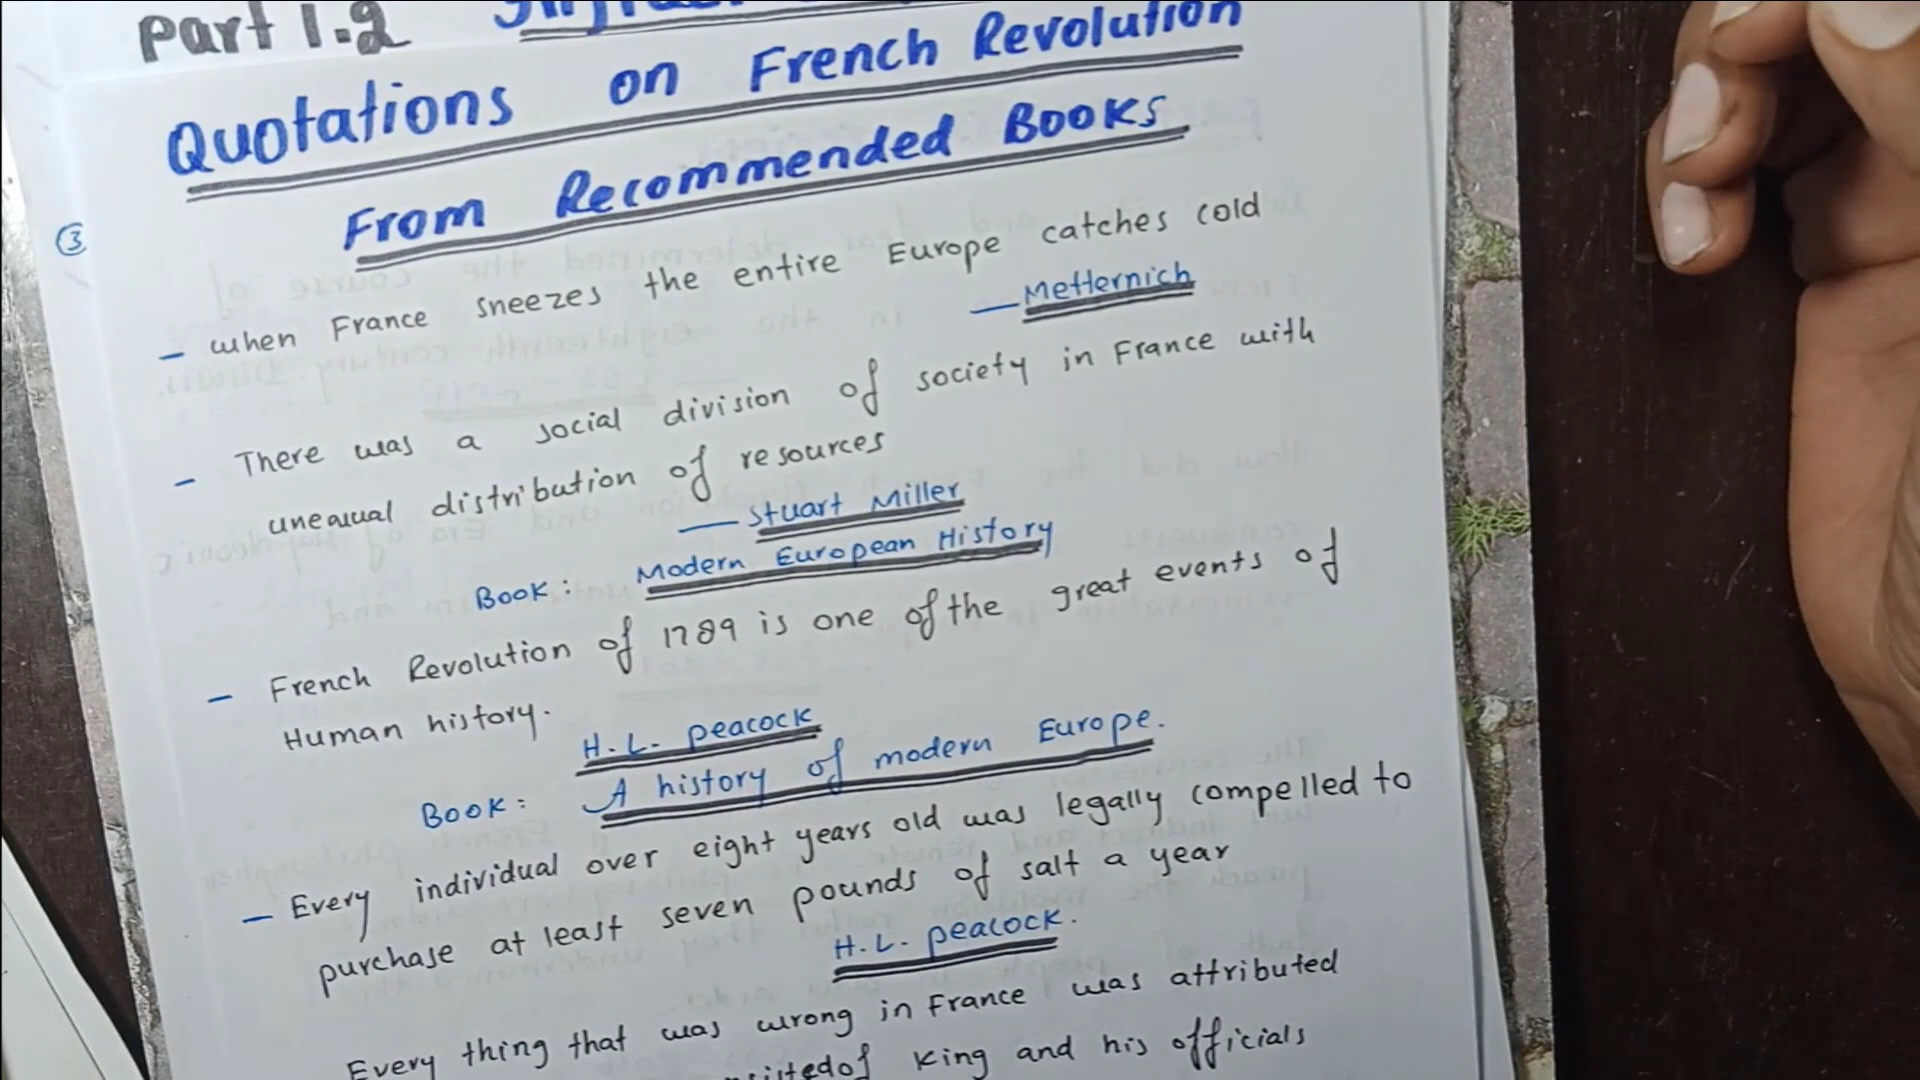 Part 1.2
Quotations on French Revolution
From Recommended Books
3
- when France sneezes the entire Europe catches cold
— Metternich
- There was a social division of society in France with
unequal distribution of resources
— Stuart Miller
Book: Modern European History
- French Revolution of 1789 is one of the great events of
Human history.
H.L. peacock
Book: A history of modern Europe.
- Every individual over eight years old was legally compelled to
purchase at least seven pounds of salt a year
H.L. peacock.
Every thing that was wrong in France was attributed
of King and his officials